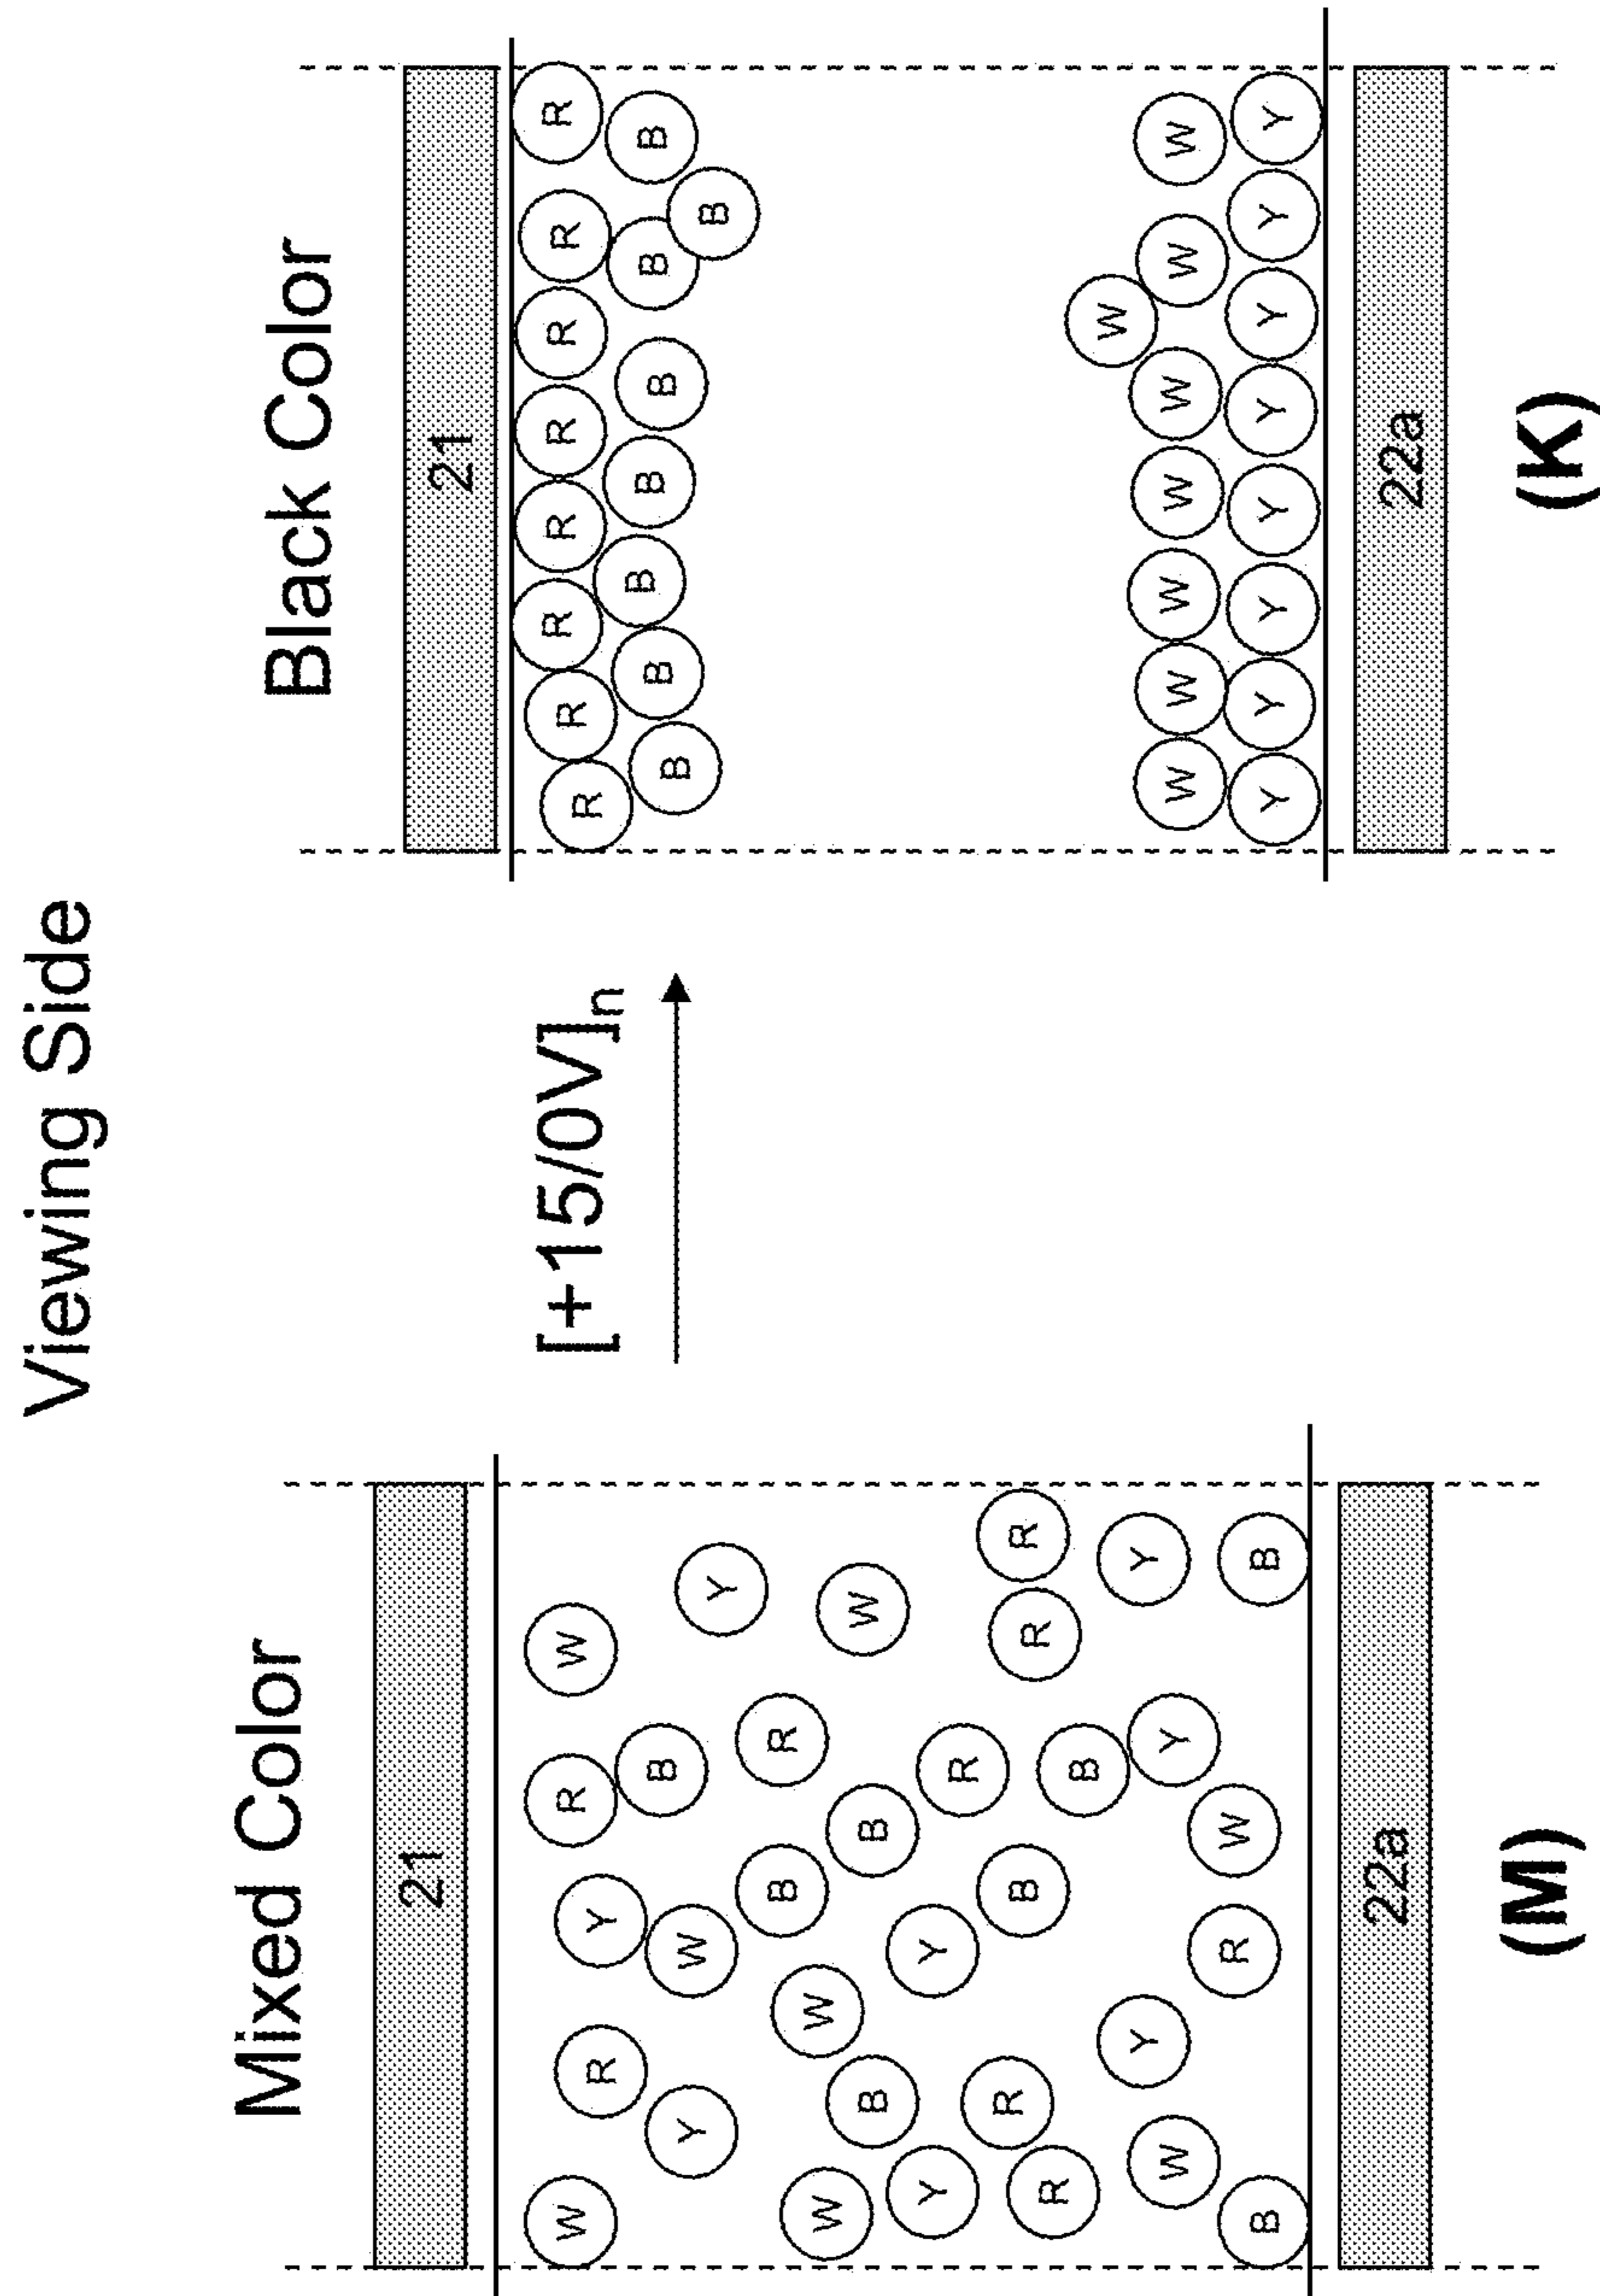 Viewing Side
Mixed Color
21
W R Y R W
Y W B Y
W W B R
B B W
Y Y R
R R B B R R
W Y Y Y
B R W B
22a
(M)
[+15/0V]n
Black Color
21
R R R R R R R R
B B B B B B B B
W W W W W W W W
Y Y Y Y Y Y Y Y
22a
(K)